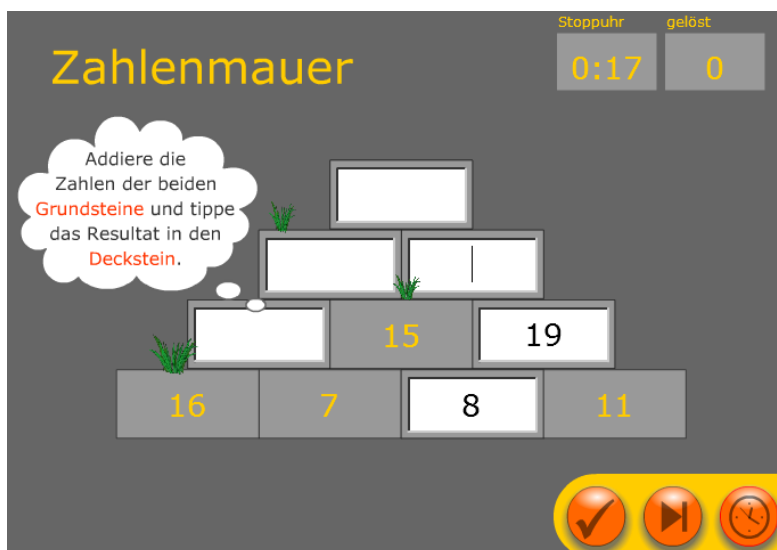 Stoppuhr gelöst
Zahlenmauer
0:17 0
Addiere die
Zahlen der beiden
Grundsteine und tippe
das Resultat in den
Deckstein.
15 19
16 7 8 11